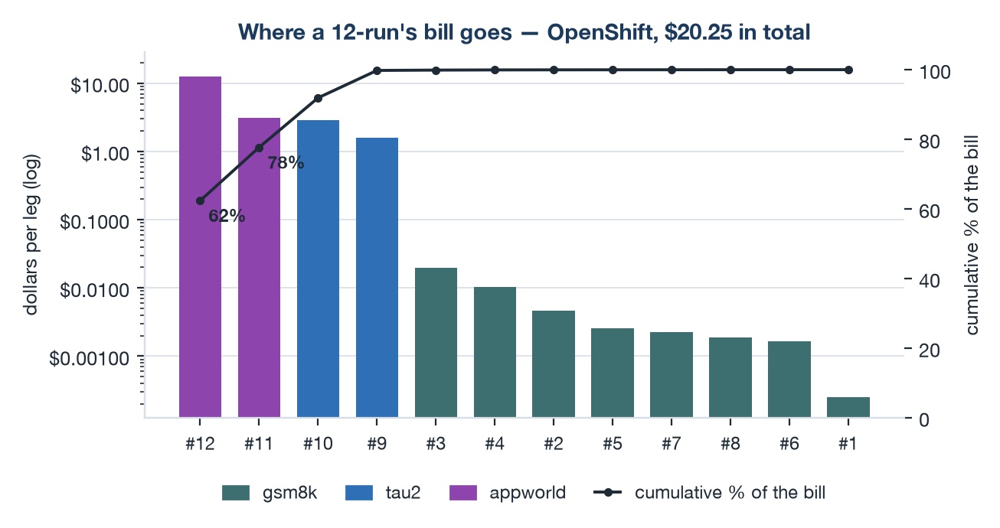 Where a 12-run's bill goes — OpenShift, $20.25 in total
dollars per leg (log)
$10.00
$1.00
$0.1000
$0.0100
$0.00100
62%
78%
100
80
60
40
20
0
cumulative % of the bill
#12 #11 #10 #9 #3 #4 #2 #5 #7 #8 #6 #1
gsm8k tau2 appworld cumulative % of the bill